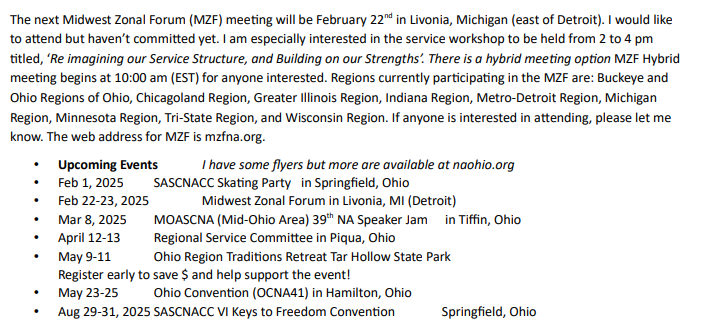 The next Midwest Zonal Forum (MZF) meeting will be February 22nd in Livonia, Michigan (east of Detroit). I would like
to attend but haven't committed yet. I am especially interested in the service workshop to be held from 2 to 4 pm
titled, 'Re imagining our Service Structure, and Building on our Strengths'. There is a hybrid meeting option MZF Hybrid
meeting begins at 10:00 am (EST) for anyone interested. Regions currently participating in the MZF are: Buckeye and
Ohio Regions of Ohio, Chicagoland Region, Greater Illinois Region, Indiana Region, Metro-Detroit Region, Michigan
Region, Minnesota Region, Tri-State Region, and Wisconsin Region. If anyone is interested in attending, please let me
know. The web address for MZF is mzfna.org.
• Upcoming Events I have some flyers but more are available at naohio.org
• Feb 1, 2025 SASCNACC Skating Party in Springfield, Ohio
• Feb 22-23, 2025 Midwest Zonal Forum in Livonia, MI (Detroit)
• Mar 8, 2025 MOASCNA (Mid-Ohio Area) 39th NA Speaker Jam in Tiffin, Ohio
• April 12-13 Regional Service Committee in Piqua, Ohio
• May 9-11 Ohio Region Traditions Retreat Tar Hollow State Park
Register early to save $ and help support the event!
• May 23-25 Ohio Convention (OCNA41) in Hamilton, Ohio
• Aug 29-31, 2025 SASCNACC VI Keys to Freedom Convention Springfield, Ohio